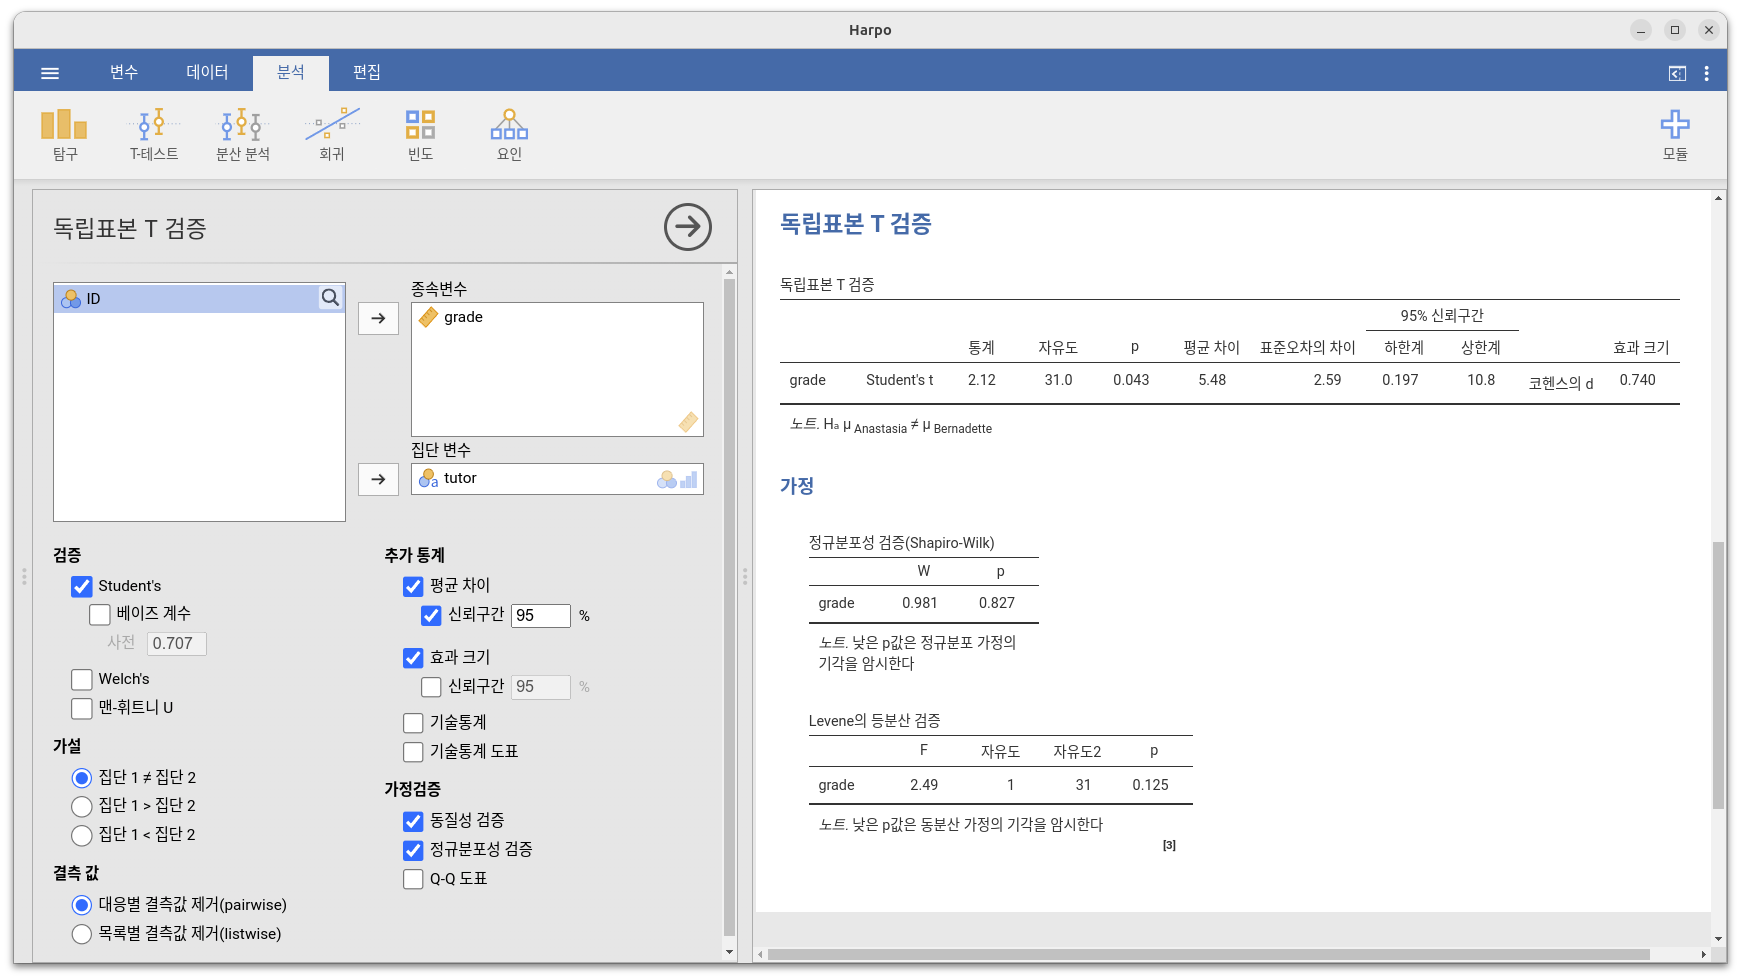 Harpo
변수 데이터 분석 편집
탐구 T-테스트 분산 분석 회귀 빈도 요인 모듈
독립표본 T 검증
ID
종속변수
grade
집단 변수
tutor
검증
Student's
베이즈 계수
사전 0.707
Welch's
맨-휘트니 U
가설
집단 1 ≠ 집단 2
집단 1 > 집단 2
집단 1 < 집단 2
결측 값
대응별 결측값 제거(pairwise)
목록별 결측값 제거(listwise)
추가 통계
평균 차이
신뢰구간 95 %
효과 크기
신뢰구간 95 %
기술통계
기술통계 도표
가정검증
동질성 검증
정규분포성 검증
Q-Q 도표
독립표본 T 검증
독립표본 T 검증
95% 신뢰구간
통계 자유도 p 평균 차이 표준오차의 차이 하한계 상한계 효과 크기
grade Student's t 2.12 31.0 0.043 5.48 2.59 0.197 10.8 코헨스의 d 0.740
노트. Hₐ μ Anastasia ≠ μ Bernadette
가정
정규분포성 검증(Shapiro-Wilk)
W p
grade 0.981 0.827
노트. 낮은 p값은 정규분포 가정의
기각을 암시한다
Levene의 등분산 검증
F 자유도 자유도2 p
grade 2.49 1 31 0.125
노트. 낮은 p값은 동분산 가정의 기각을 암시한다
[3]